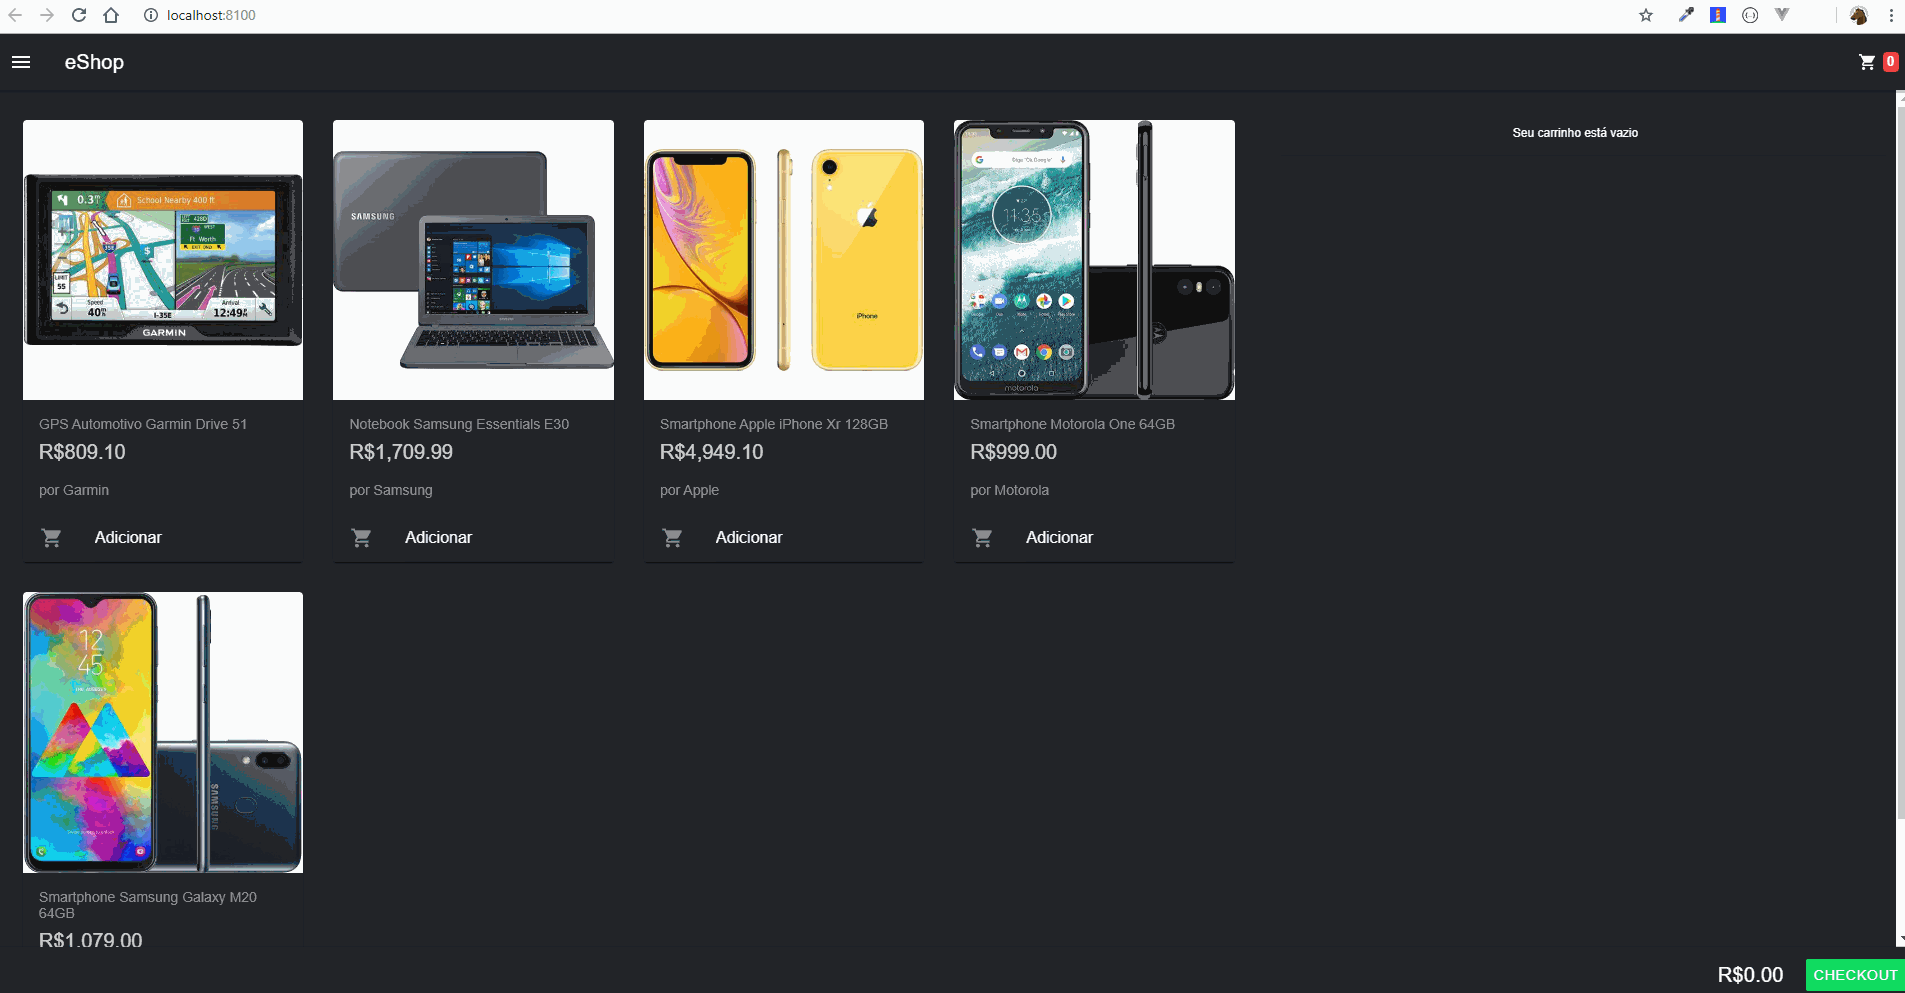 localhost:8100
eShop
0
Seu carrinho está vazio
0.3
School Nearby 400 ft
Ft Worth
LIMIT
55
Speed
40
I-35E
Arrival
12:49
GARMIN
SAMSUNG
iPhone
11:35
motorola
GPS Automotivo Garmin Drive 51
R$809.10
por Garmin
Adicionar
Notebook Samsung Essentials E30
R$1,709.99
por Samsung
Adicionar
Smartphone Apple iPhone Xr 128GB
R$4,949.10
por Apple
Adicionar
Smartphone Motorola One 64GB
R$999.00
por Motorola
Adicionar
12
45
SAMSUNG
Smartphone Samsung Galaxy M20
64GB
R$1,079.00
R$0.00
CHECKOUT